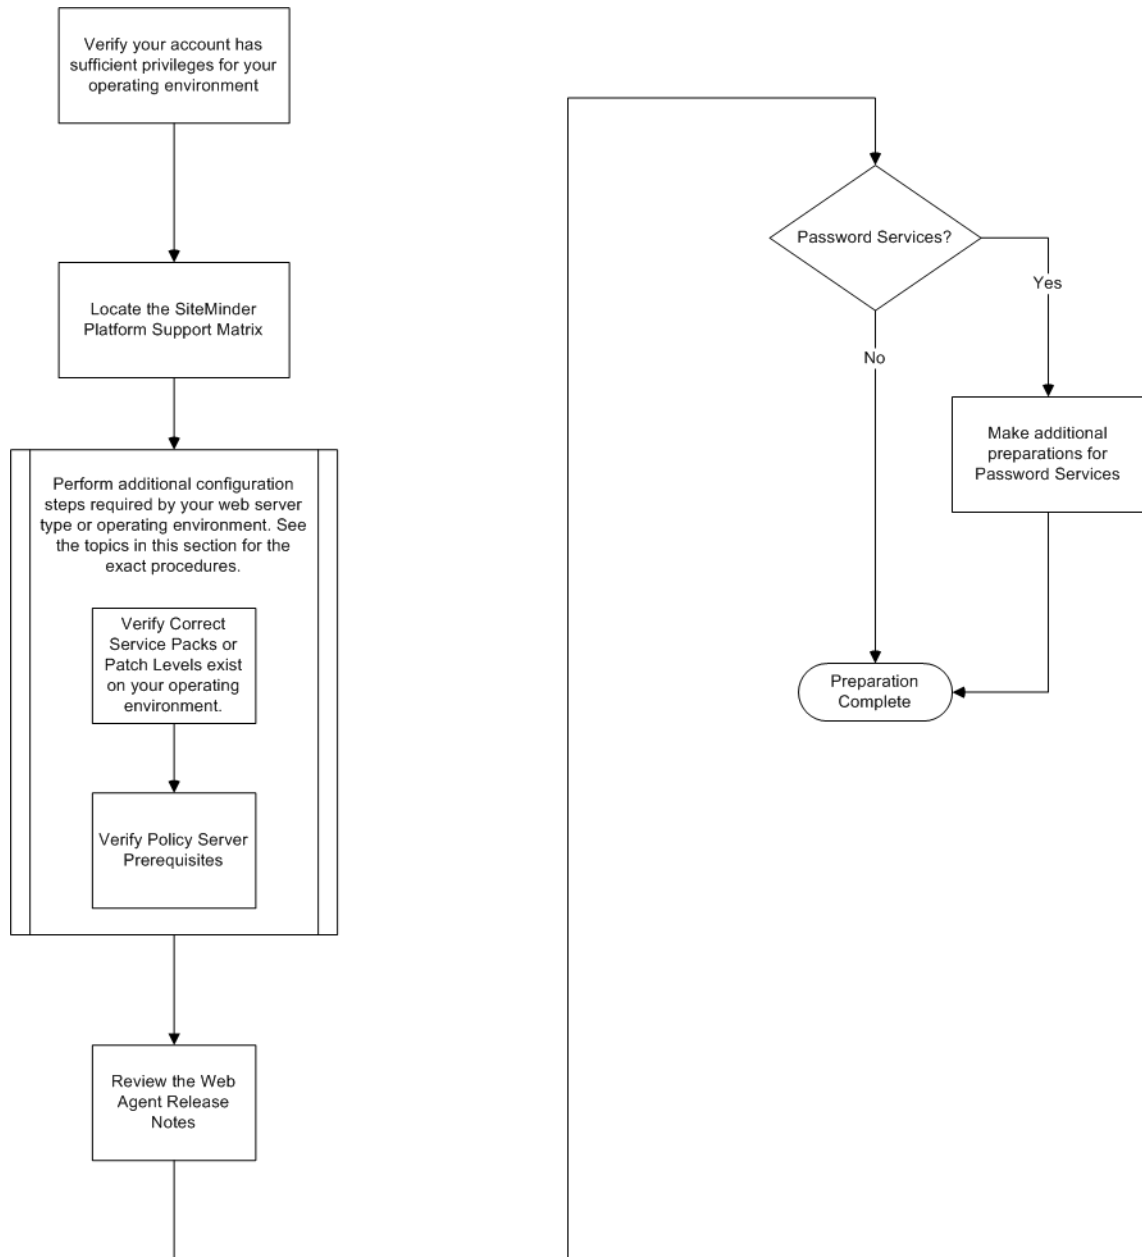 Verify your account has
sufficient privileges for your
operating environment
Locate the SiteMinder
Platform Support Matrix
Perform additional configuration
steps required by your web server
type or operating environment. See
the topics in this section for the
exact procedures.
Verify Correct
Service Packs or
Patch Levels exist
on your operating
environment.
Verify Policy Server
Prerequisites
Review the Web
Agent Release
Notes
Password Services?
Yes
No
Make additional
preparations for
Password Services
Preparation
Complete